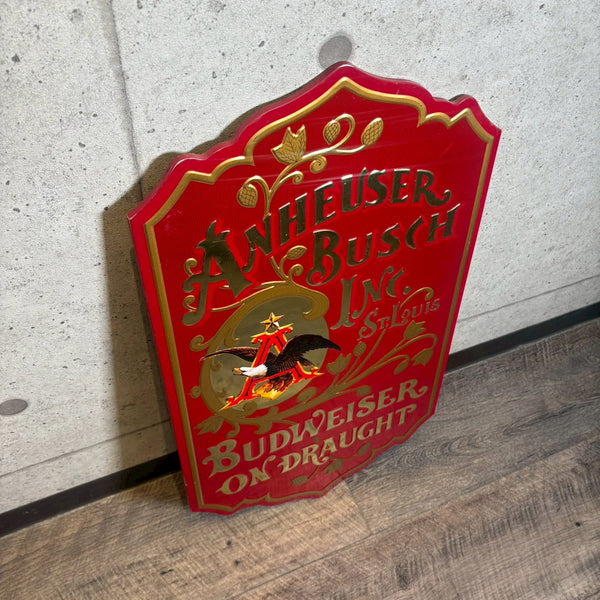 ANHEUSER
BUSCH
INC.
ST. LOUIS
A
BUDWEISER
ON DRAUGHT